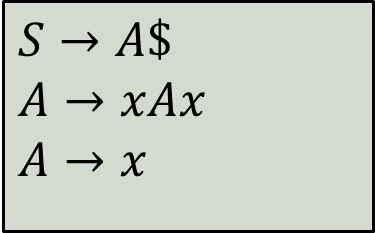 S → A$
A → xAx
A → x